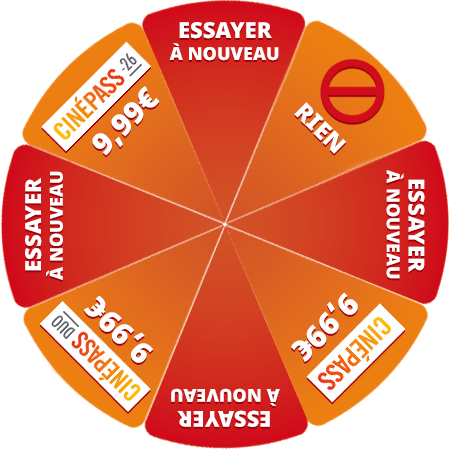 ESSAYER
À NOUVEAU
RIEN
ESSAYER
À NOUVEAU
9,99€
CINÉPASS
ESSAYER
À NOUVEAU
9,99€
CINÉPASS DUO
ESSAYER
À NOUVEAU
CINÉPASS -26
9,99€